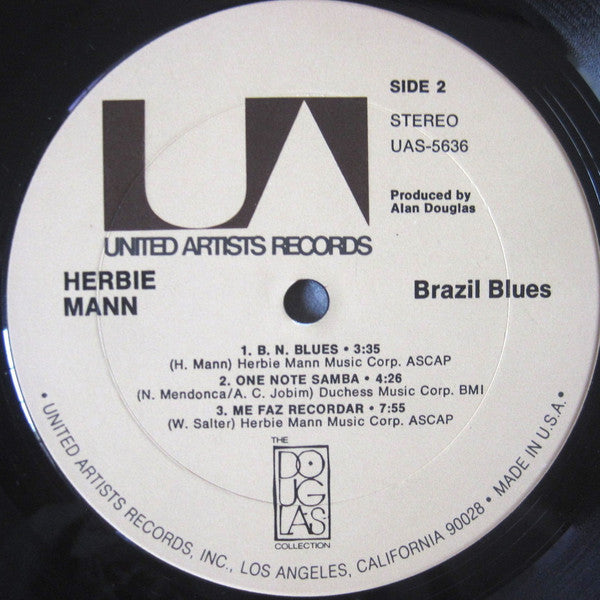 UA
UNITED ARTISTS RECORDS
SIDE 2
STEREO
UAS-5636
Produced by
Alan Douglas
HERBIE
MANN
Brazil Blues
1. B. N. BLUES • 3:35
(H. Mann) Herbie Mann Music Corp. ASCAP
2. ONE NOTE SAMBA • 4:26
(N. Mendonca/A. C. Jobim) Duchess Music Corp. BMI
3. ME FAZ RECORDAR • 7:55
(W. Salter) Herbie Mann Music Corp. ASCAP
THE
DO
UG
LAS
COLLECTION
• UNITED ARTISTS RECORDS, INC., LOS ANGELES, CALIFORNIA 90028 • MADE IN U.S.A. •